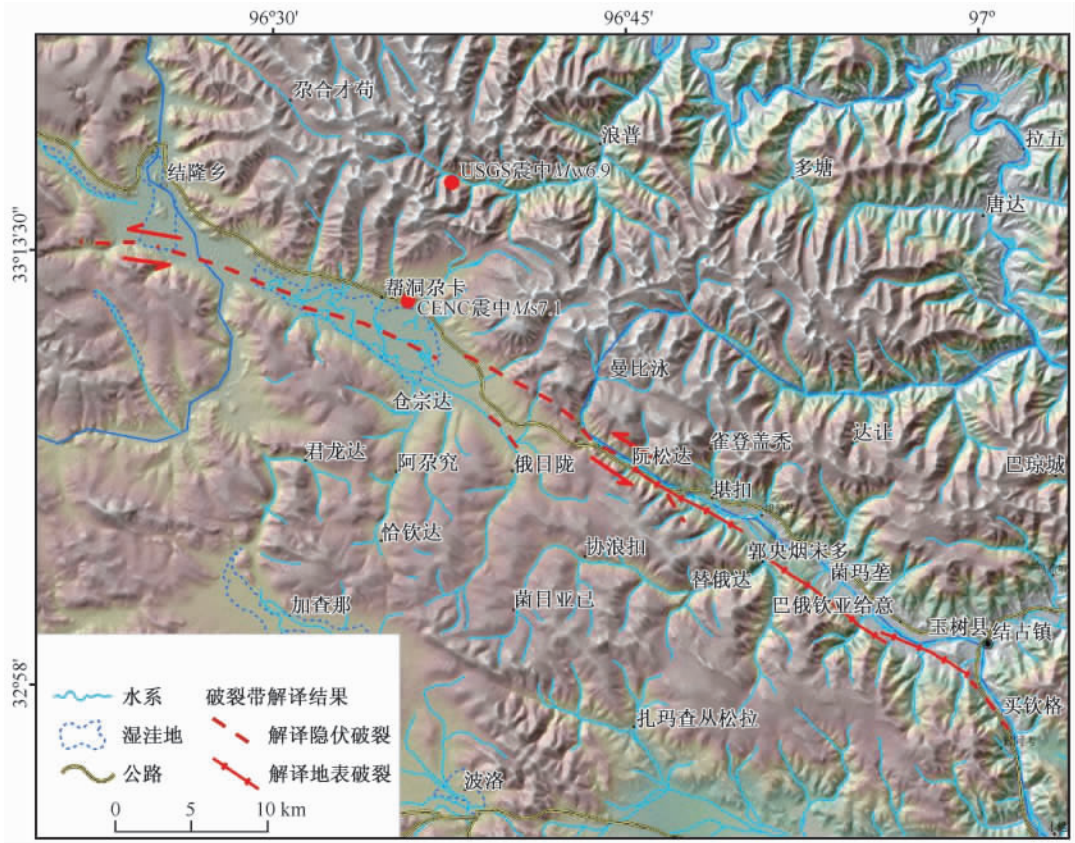 96°30′
96°45′
97°
尕合才苟
浪普
拉五
USGS震中Mw6.9
多塘
结隆乡
唐达
33°13′30″
帮洞尕卡
CENC震中Ms7.1
曼比泳
仓宗达
达让
雀登盖秃
君龙达
阮松达
阿尕究
俄日陇
巴琼城
堪扣
恰钦达
协浪扣
郭央烟宋多
替俄达
菌玛垄
加查那
菌日亚已
巴俄钦亚给意
玉树县
结古镇
32°58′
水系
破裂带解译结果
买钦格
湿洼地
解译隐伏破裂
扎玛查丛松拉
公路
解译地表破裂
波洛
0 5 10 km